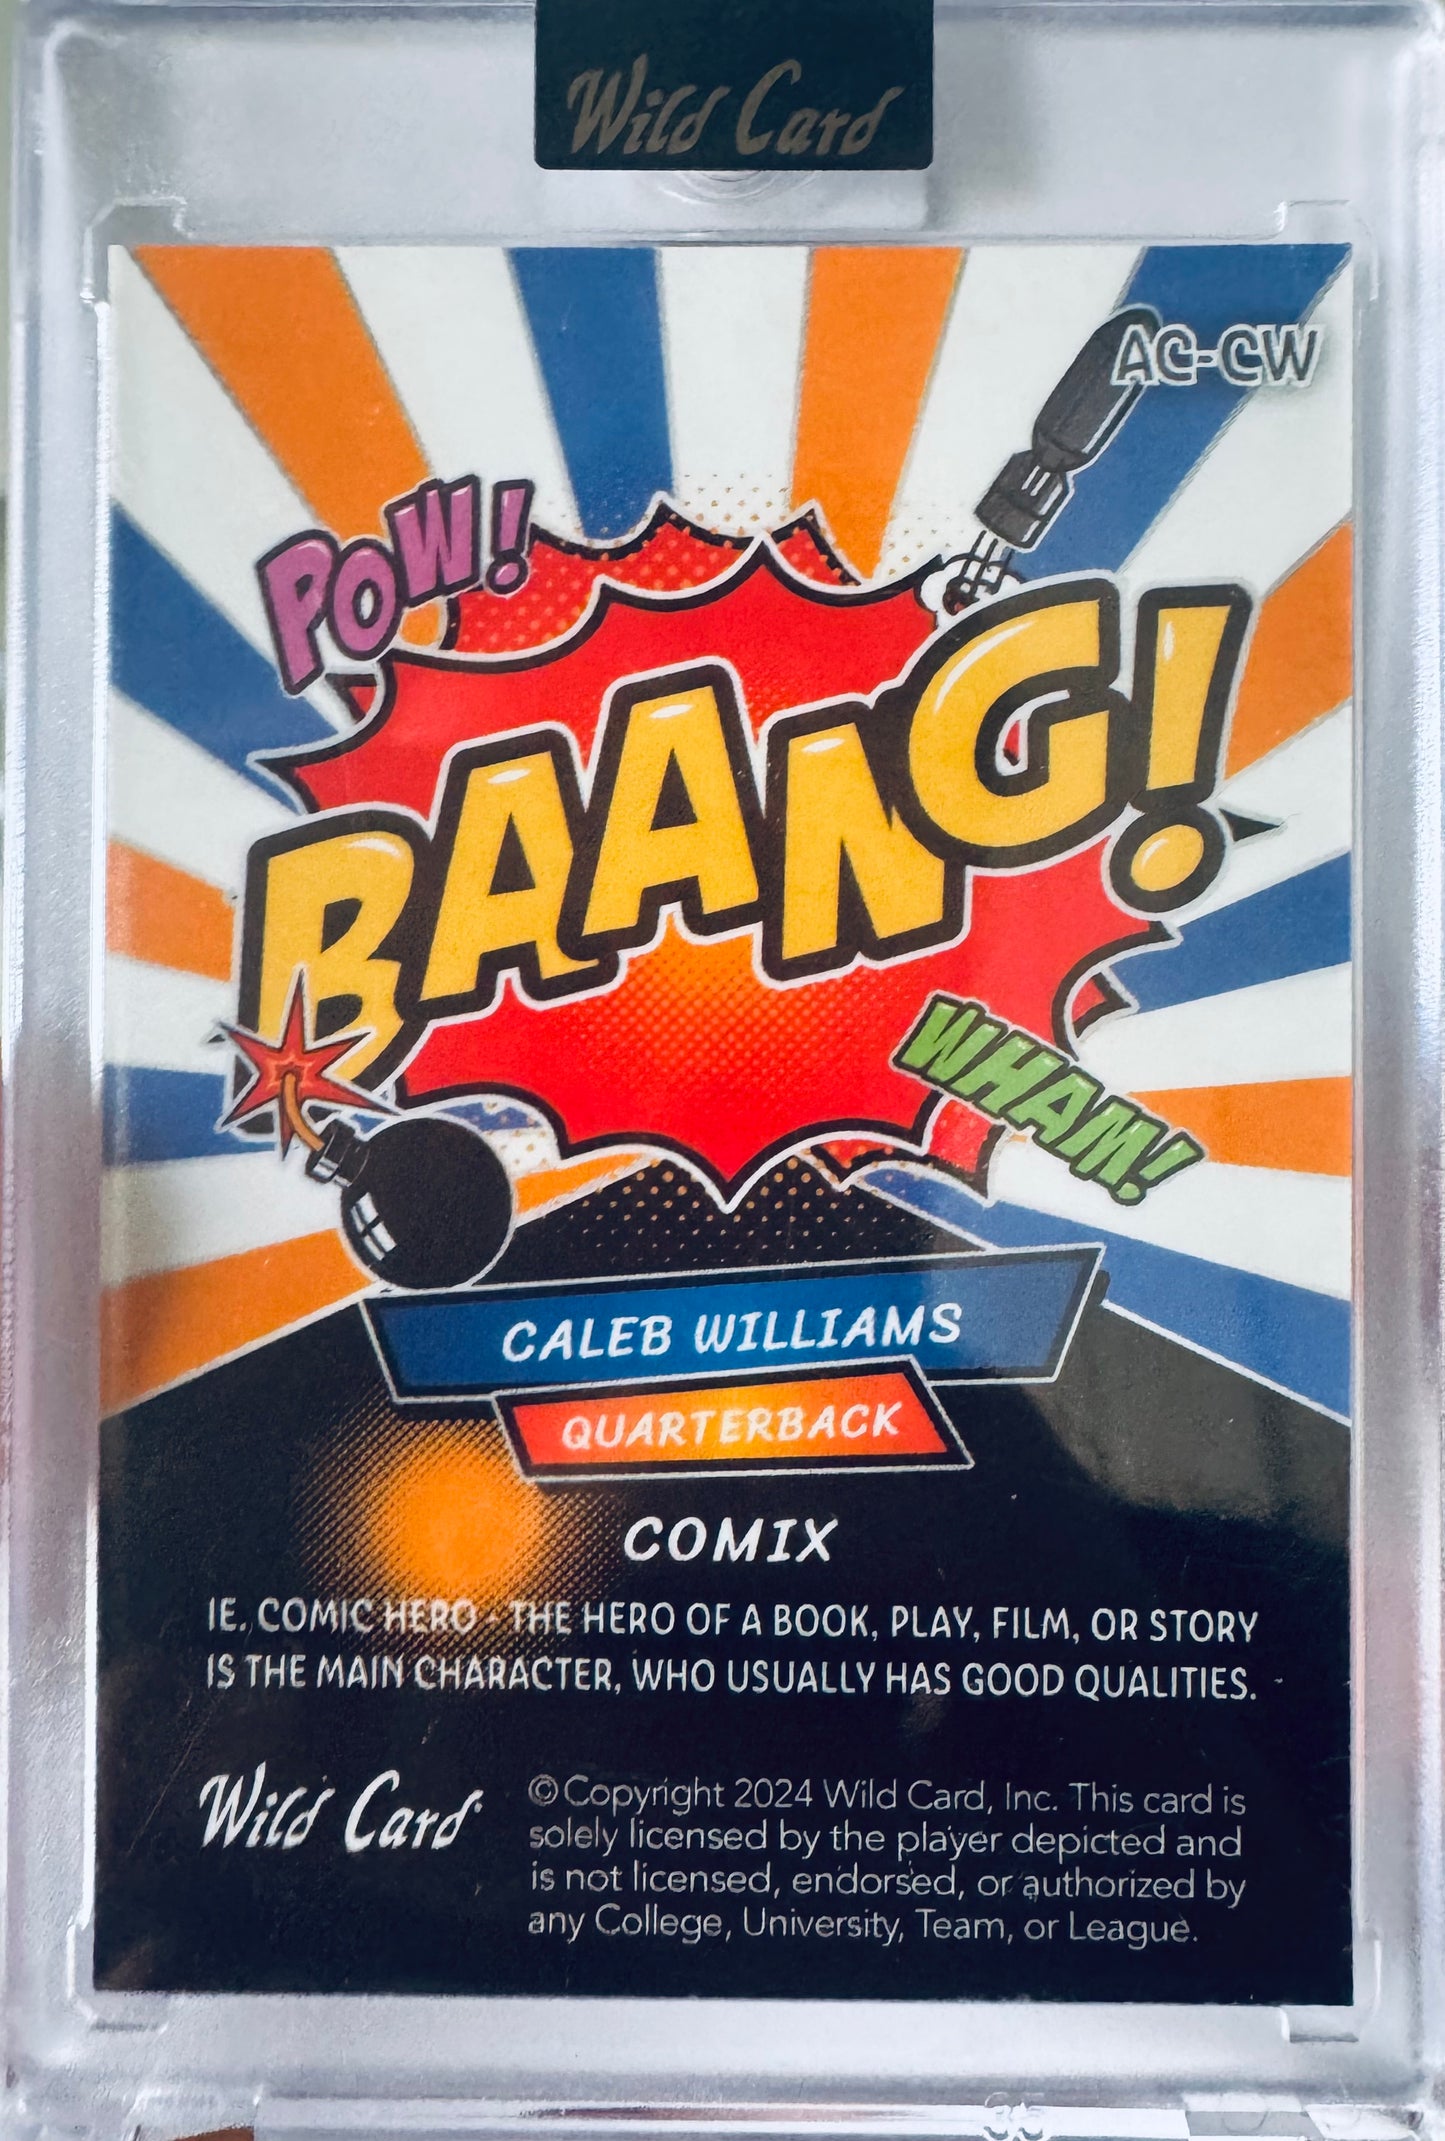 Wild Card
AC-CW
POW!
BAANG!
WHAM!
CALEB WILLIAMS
QUARTERBACK
COMIX
IE. COMIC HERO - THE HERO OF A BOOK, PLAY, FILM, OR STORY
IS THE MAIN CHARACTER, WHO USUALLY HAS GOOD QUALITIES.
Wild Card
©Copyright 2024 Wild Card, Inc. This card is
solely licensed by the player depicted and
is not licensed, endorsed, or authorized by
any College, University, Team, or League.
35